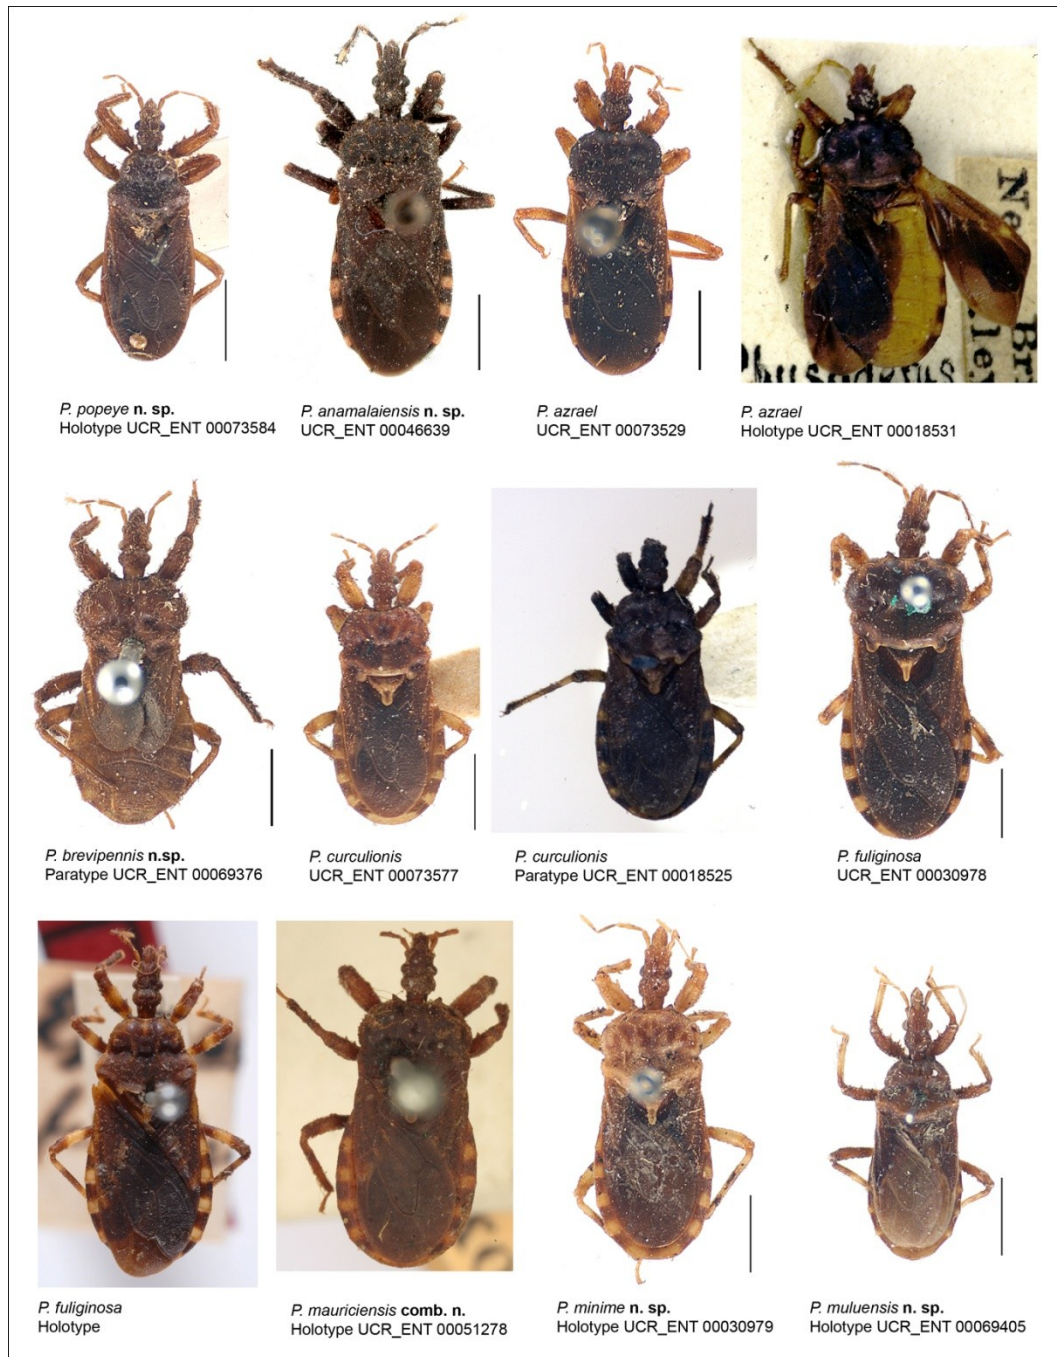 P. popeye n. sp.
Holotype UCR_ENT 00073584
P. anamalaiensis n. sp.
UCR_ENT 00046639
P. azrael
UCR_ENT 00073529
P. azrael
Holotype UCR_ENT 00018531
P. brevipennis n.sp.
Paratype UCR_ENT 00069376
P. curculionis
UCR_ENT 00073577
P. curculionis
Paratype UCR_ENT 00018525
P. fuliginosa
UCR_ENT 00030978
P. fuliginosa
Holotype
P. mauriciensis comb. n.
Holotype UCR_ENT 00051278
P. minime n. sp.
Holotype UCR_ENT 00030979
P. muluensis n. sp.
Holotype UCR_ENT 00069405